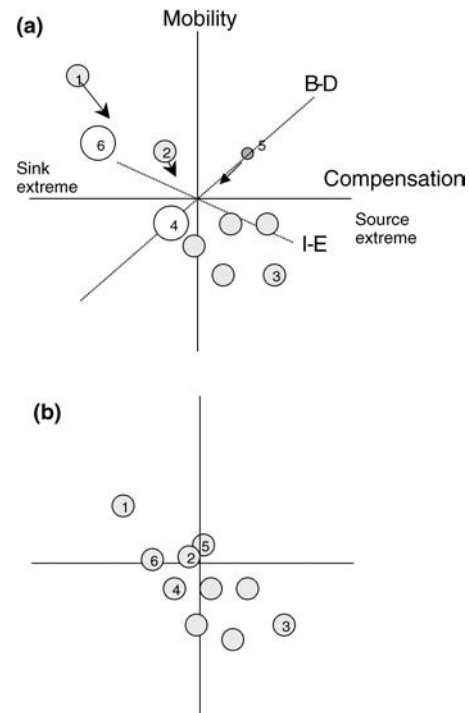 (a)
Mobility
B-D
1
6
2
5
Sink
extreme
Compensation
Source
extreme
4
I-E
3
(b)
1
5
6
2
4
3